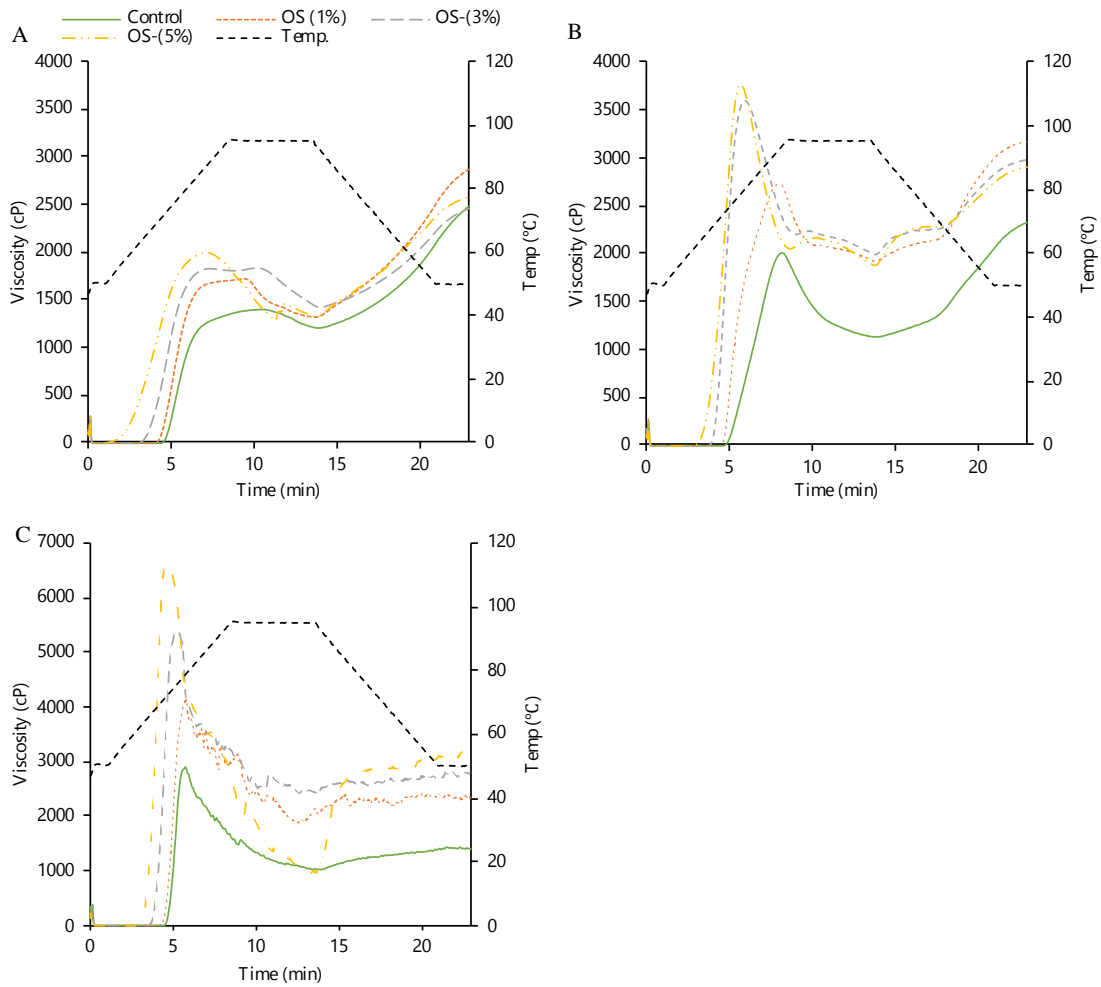 Control OS (1%) OS-(3%)
OS-(5%) Temp.
A
4000
3500
3000
2500
2000
1500
1000
500
0
Viscosity (cP)
120
100
80
60
40
20
0
Temp (°C)
0 5 10 15 20
Time (min)
B
4000
3500
3000
2500
2000
1500
1000
500
0
Viscosity (cP)
120
100
80
60
40
20
0
Temp (°C)
0 5 10 15 20
Time (min)
C
7000
6000
5000
4000
3000
2000
1000
0
Viscosity (cP)
120
100
80
60
40
20
0
Temp (°C)
0 5 10 15 20
Time (min)